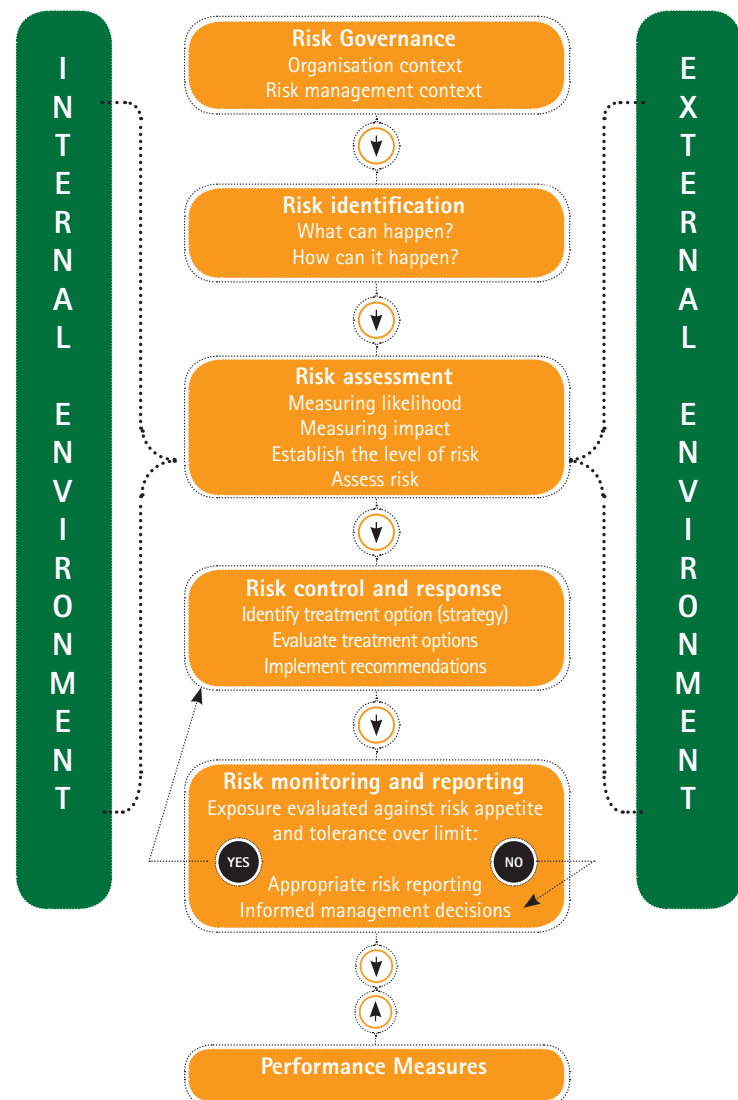 INTERNAL ENVIRONMENT
Risk Governance
Organisation context
Risk management context
Risk identification
What can happen?
How can it happen?
Risk assessment
Measuring likelihood
Measuring impact
Establish the level of risk
Assess risk
Risk control and response
Identify treatment option (strategy)
Evaluate treatment options
Implement recommendations
Risk monitoring and reporting
Exposure evaluated against risk appetite
and tolerance over limit:
YES
NO
Appropriate risk reporting
Informed management decisions
Performance Measures
EXTERNAL ENVIRONMENT